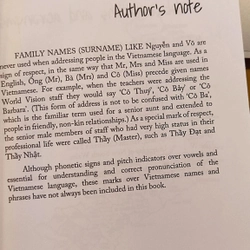 Author's note
FAMILY NAMES (SURNAME) LIKE Nguyễn and Võ are
never used when addressing people in the Vietnamese language. As a
sign of respect, in the same way that Mr, Mrs and Miss are used in
English, Ông (Mr), Bà (Mrs) and Cô (Miss) precede given names
Vietnamese. For example, when the teachers were addressing the
World Vision staff they would say 'Cô Thuỵ', 'Cô Bảy' or 'Cô
Barbara'. (This form of address is not to be confused with 'Cô Ba',
which is the familiar term used for a senior aunt and extended to
people in friendly, non-kin relationships.) As a special mark of respect,
the senior male members of staff who had very high status in their
professional life were called Thầy (Master), such as Thầy Đạt and
Thầy Nhật.
Although phonetic signs and pitch indicators over vowels and
essential for understanding and correct pronunciation of the
Vietnamese language, these marks over Vietnamese names and
phrases have not always been included in this book.